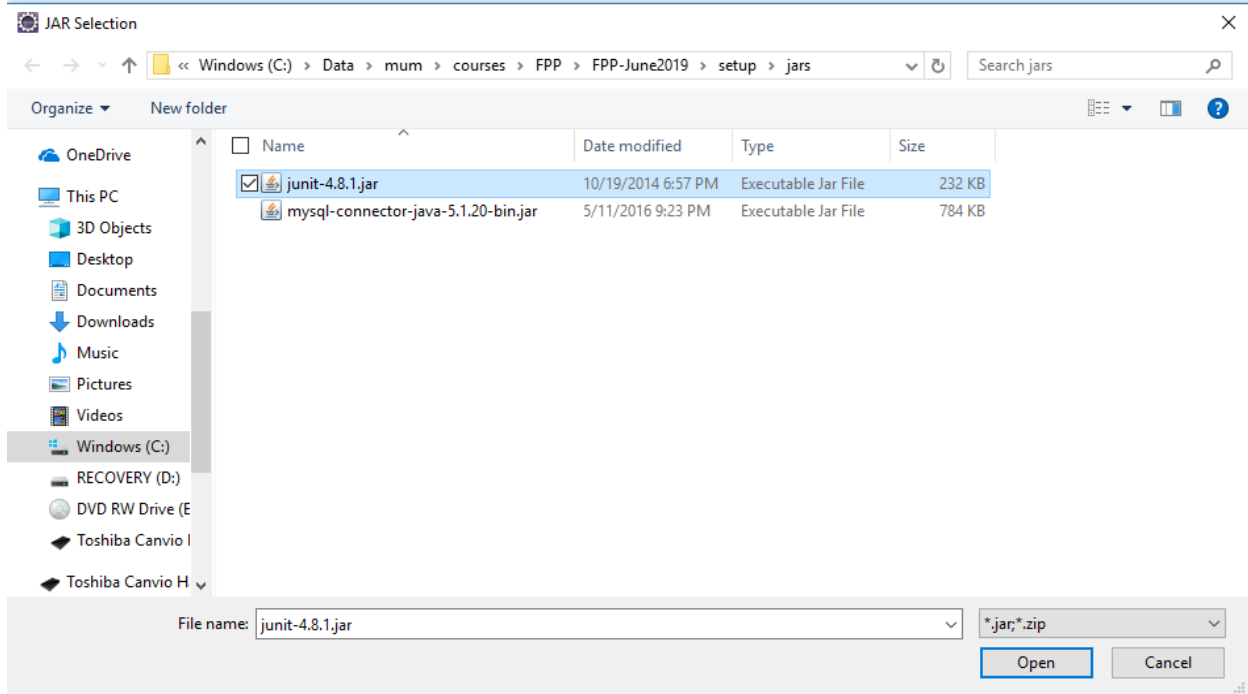 JAR Selection
« Windows (C:) › Data › mum › courses › FPP › FPP-June2019 › setup › jars
Search jars
Organize
New folder
Name Date modified Type Size
junit-4.8.1.jar 10/19/2014 6:57 PM Executable Jar File 232 KB
mysql-connector-java-5.1.20-bin.jar 5/11/2016 9:23 PM Executable Jar File 784 KB
OneDrive
This PC
3D Objects
Desktop
Documents
Downloads
Music
Pictures
Videos
Windows (C:)
RECOVERY (D:)
DVD RW Drive (E
Toshiba Canvio
Toshiba Canvio H
File name: junit-4.8.1.jar
*.jar;*.zip
Open Cancel